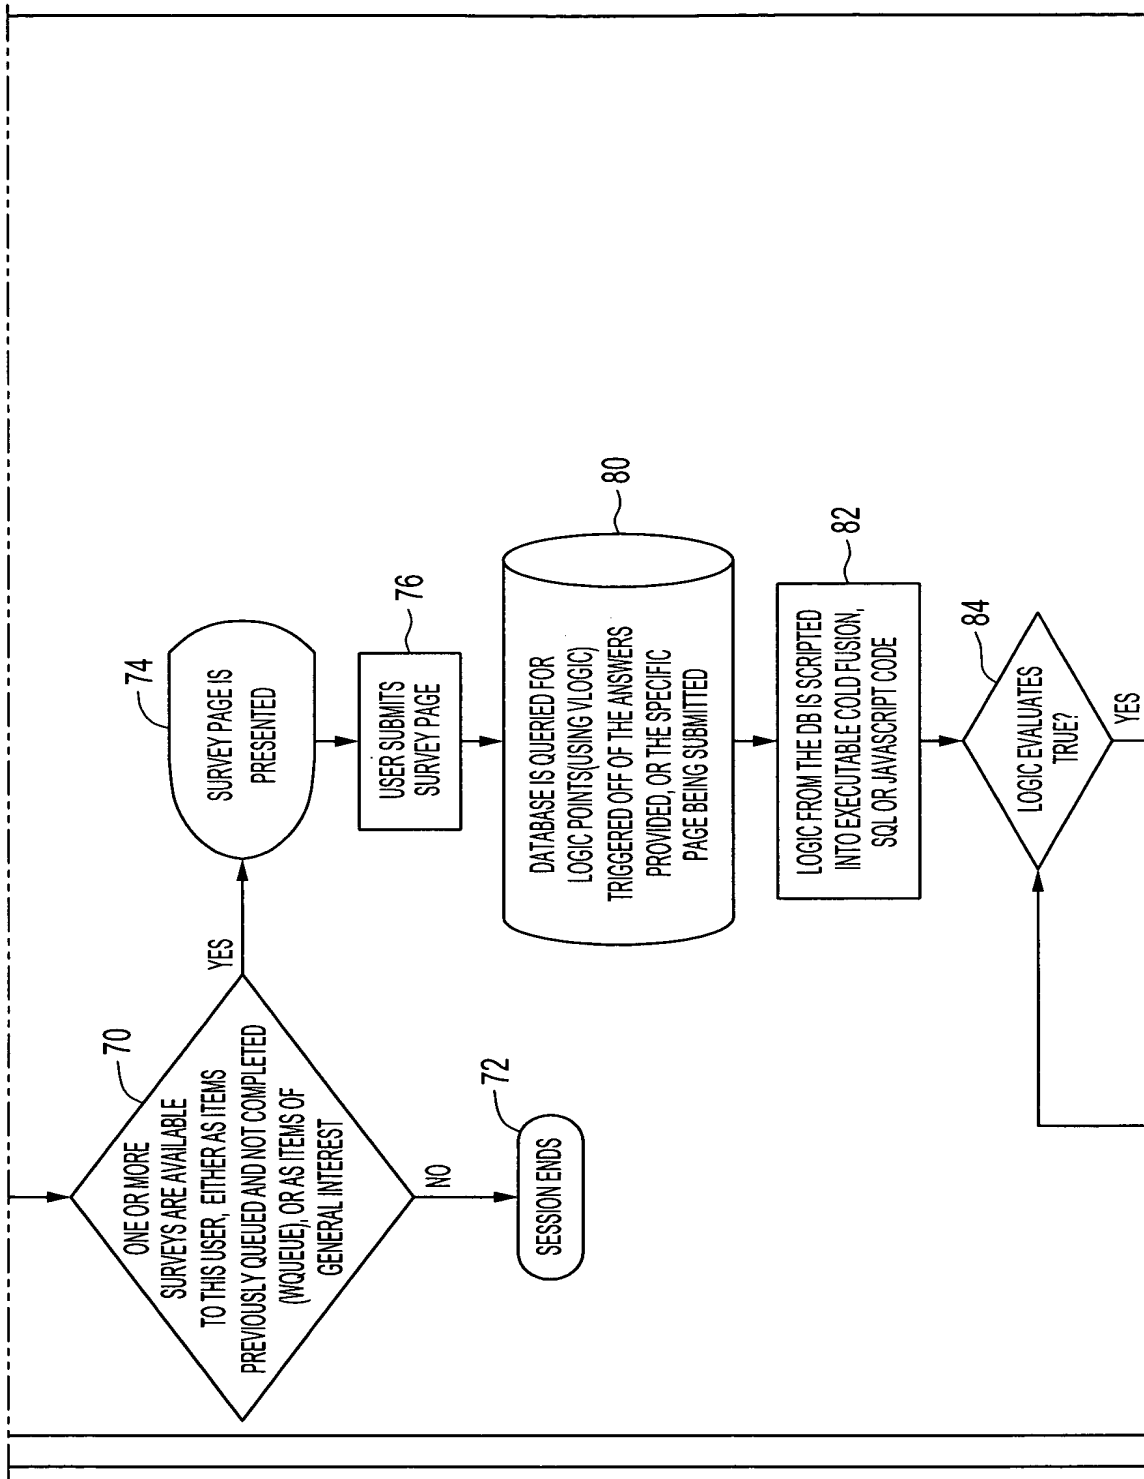 70
ONE OR MORE
SURVEYS ARE AVAILABLE
TO THIS USER, EITHER AS ITEMS
PREVIOUSLY QUEUED AND NOT COMPLETED
(WQUEUE), OR AS ITEMS OF
GENERAL INTEREST
YES
NO
72
SESSION ENDS
74
SURVEY PAGE IS
PRESENTED
76
USER SUBMITS
SURVEY PAGE
80
DATABASE IS QUERIED FOR
LOGIC POINTS(USING VLOGIC)
TRIGGERED OFF OF THE ANSWERS
PROVIDED, OR THE SPECIFIC
PAGE BEING SUBMITTED
82
LOGIC FROM THE DB IS SCRIPTED
INTO EXECUTABLE COLD FUSION,
SQL OR JAVASCRIPT CODE
84
LOGIC EVALUATES
TRUE?
YES